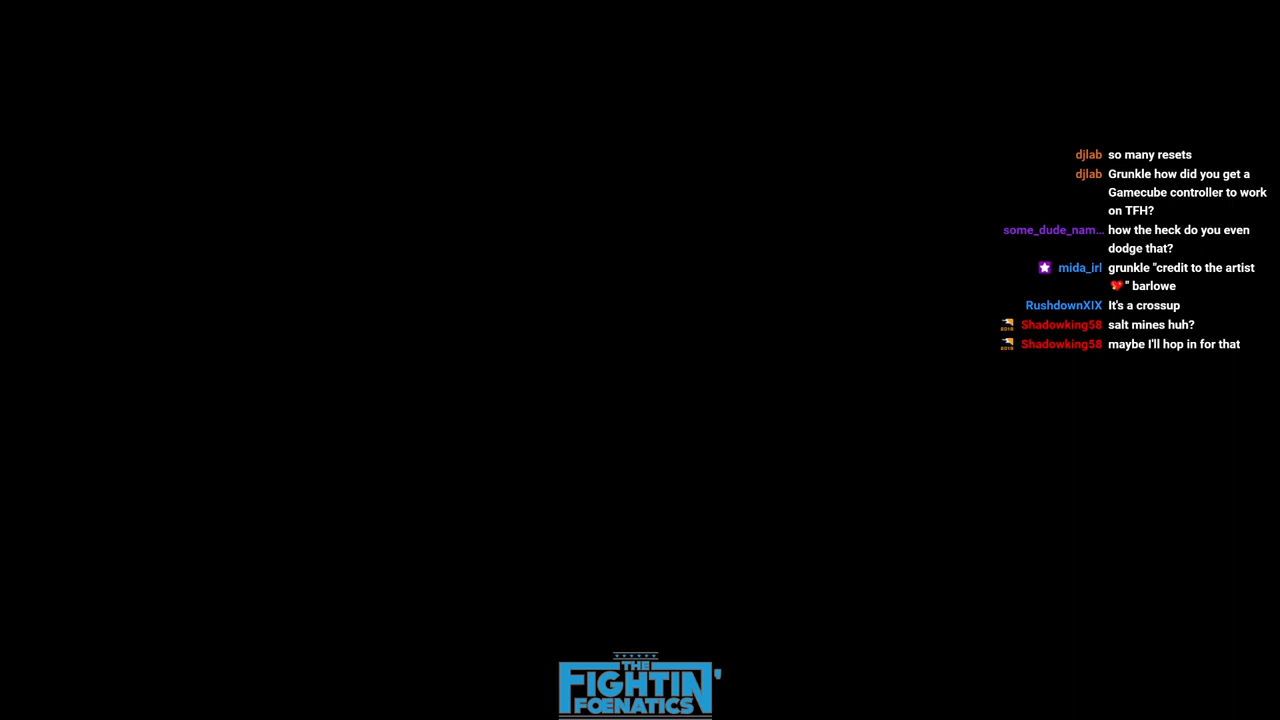 djlab so many resets
djlab Grunkle how did you get a
Gamecube controller to work
on TFH?
some_dude_nam… how the heck do you even
dodge that?
mida_irl grunkle "credit to the artist
💖" barlowe
RushdownXIX It's a crossup
2018 Shadowking58 salt mines huh?
2018 Shadowking58 maybe I'll hop in for that
THE
FIGHTIN'
FOENATICS